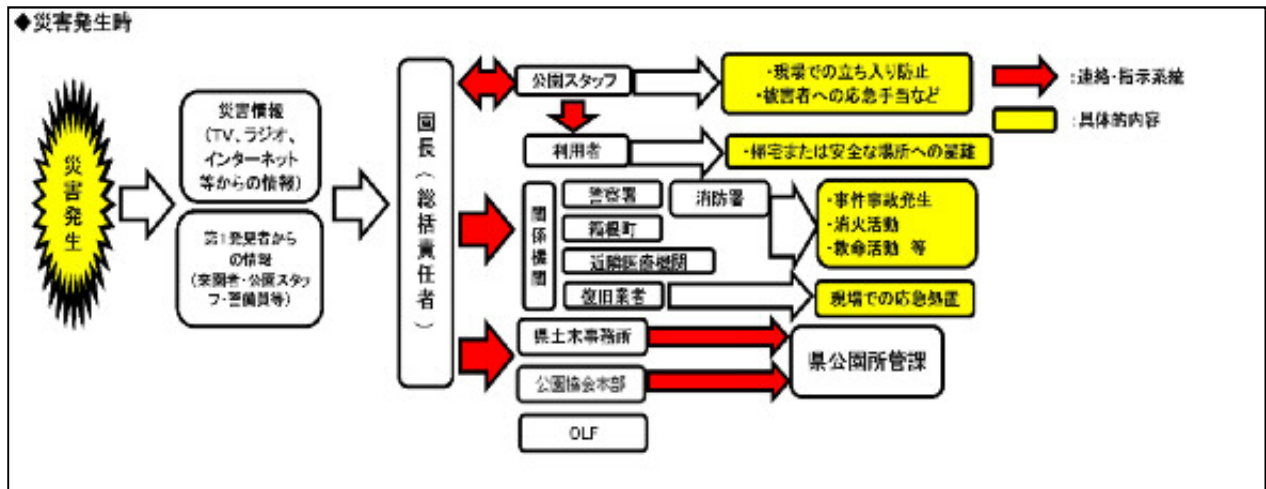 ◆災害発生時
災害発生
災害情報
(TV、ラジオ、
インターネット
等からの情報)
第1発見者から
の情報
(来園者・公園スタッ
フ・警備員等)
園長(総括責任者)
公園スタッフ
・現場での立ち入り防止
・被害者への応急手当など
:連絡・指示系統
:具体的内容
利用者
・帰宅または安全な場所への避難
関係機関
警察署
消防署
箱根町
近隣医療機関
復旧業者
・事件事故発生
・消火活動
・救命活動 等
現場での応急処置
県土木事務所
公園協会本部
県公園所管課
OLF